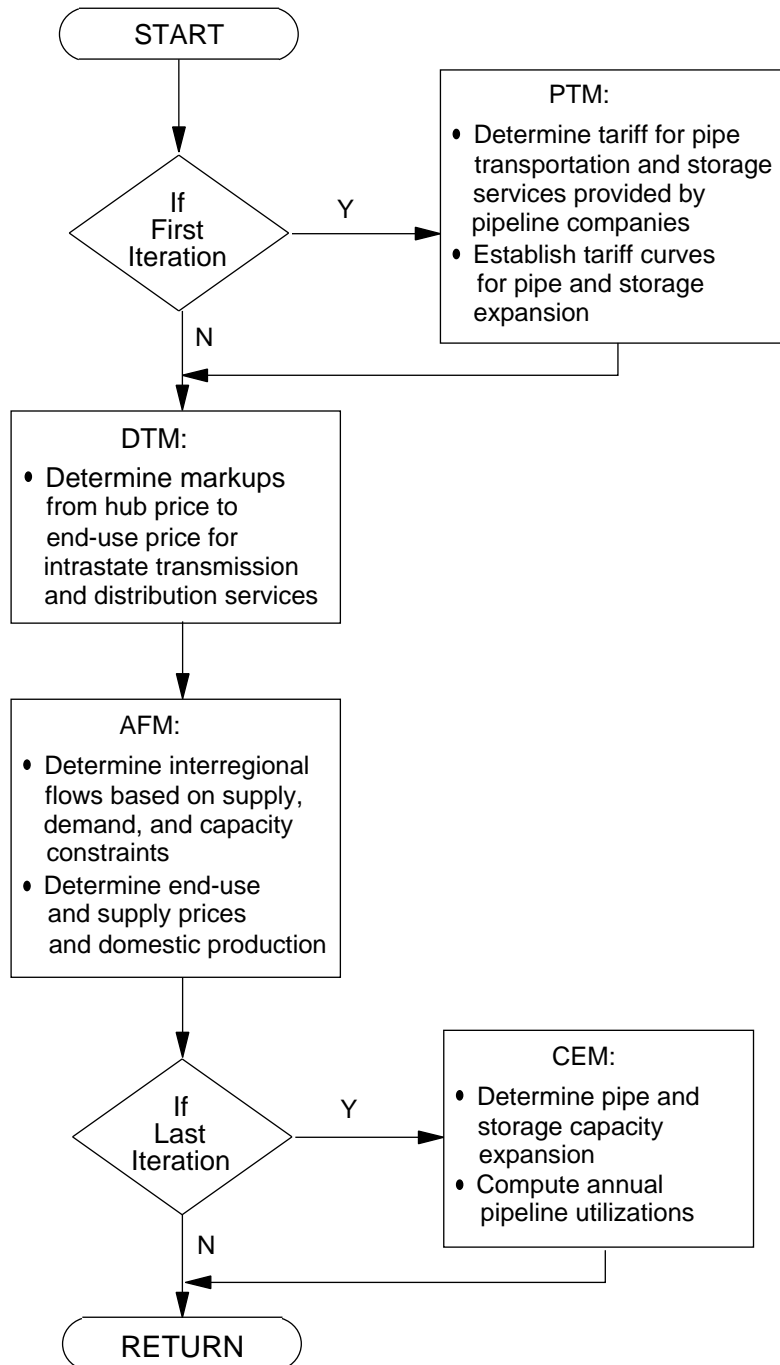 START
If
First
Iteration
Y
N
PTM:
• Determine tariff for pipe
transportation and storage
services provided by
pipeline companies
• Establish tariff curves
for pipe and storage
expansion
DTM:
• Determine markups
from hub price to
end-use price for
intrastate transmission
and distribution services
AFM:
• Determine interregional
flows based on supply,
demand, and capacity
constraints
• Determine end-use
and supply prices
and domestic production
If
Last
Iteration
Y
N
CEM:
• Determine pipe and
storage capacity
expansion
• Compute annual
pipeline utilizations
RETURN